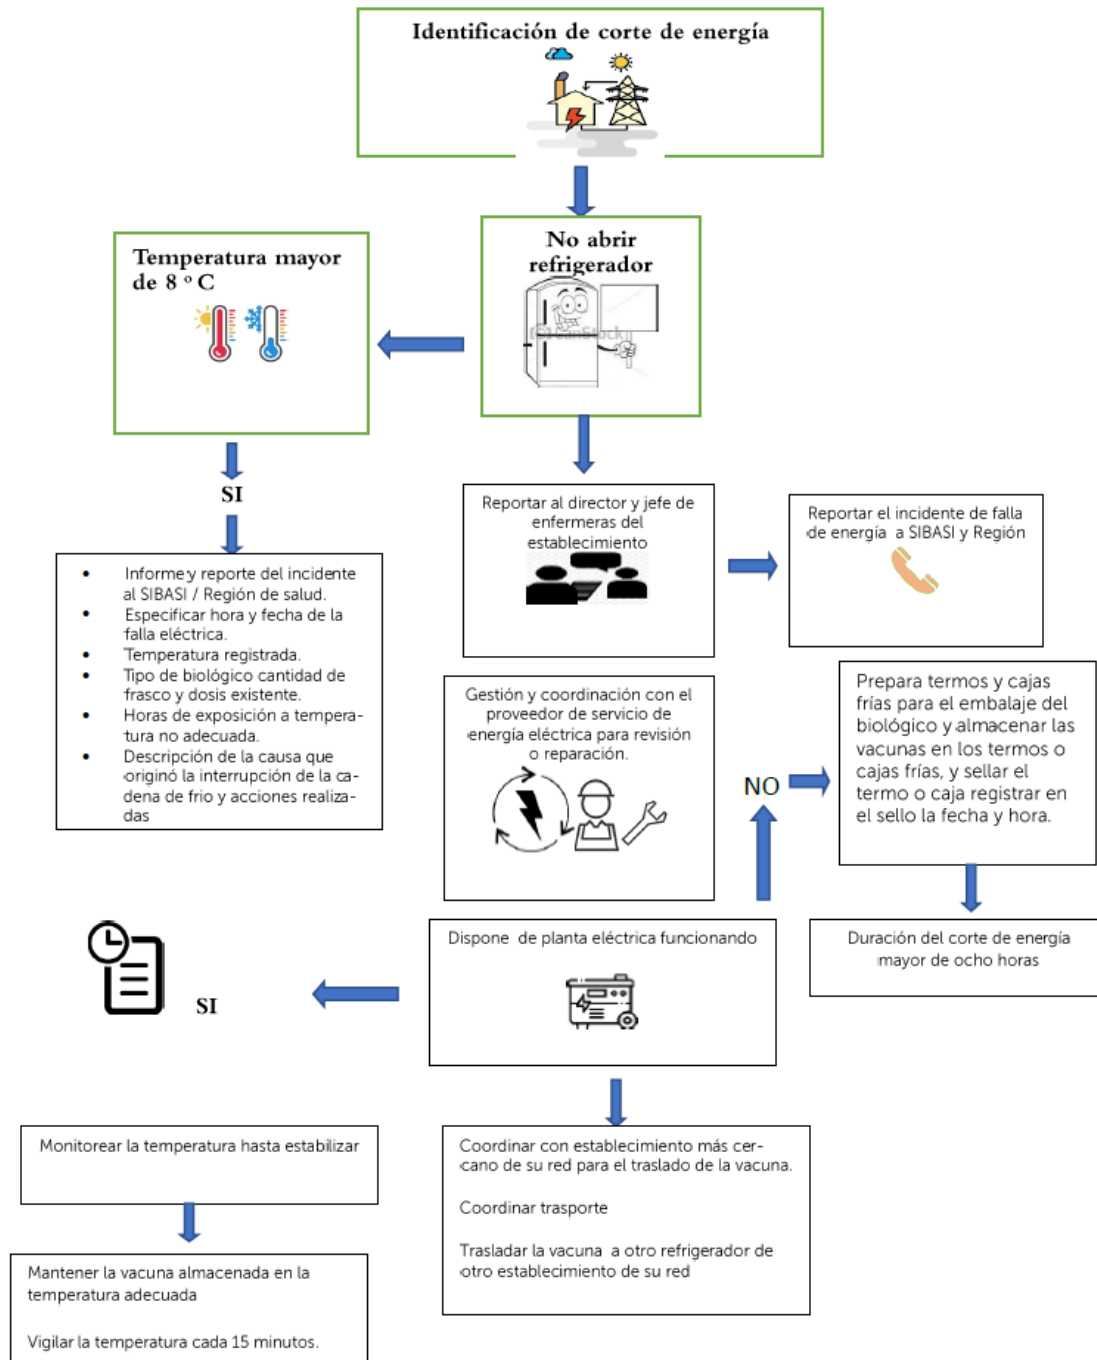 Identificación de corte de energía
No abrir
refrigerador
Temperatura mayor
de 8 º C
SI
• Informe y reporte del incidente
al SIBASI / Región de salud.
• Especificar hora y fecha de la
falla eléctrica.
• Temperatura registrada.
• Tipo de biológico cantidad de
frasco y dosis existente.
• Horas de exposición a tempera-
tura no adecuada.
• Descripción de la causa que
originó la interrupción de la ca-
dena de frio y acciones realiza-
das
Reportar al director y jefe de
enfermeras del
establecimiento
Reportar el incidente de falla
de energía a SIBASI y Región
Gestión y coordinación con el
proveedor de servicio de
energía eléctrica para revisión
o reparación.
NO
Prepara termos y cajas
frías para el embalaje del
biológico y almacenar las
vacunas en los termos o
cajas frías, y sellar el
termo o caja registrar en
el sello la fecha y hora.
Dispone de planta eléctrica funcionando
Duración del corte de energía
mayor de ocho horas
SI
Monitorear la temperatura hasta estabilizar
Mantener la vacuna almacenada en la
temperatura adecuada
Vigilar la temperatura cada 15 minutos.
Coordinar con establecimiento más cer-
cano de su red para el traslado de la vacuna.
Coordinar trasporte
Trasladar la vacuna a otro refrigerador de
otro establecimiento de su red